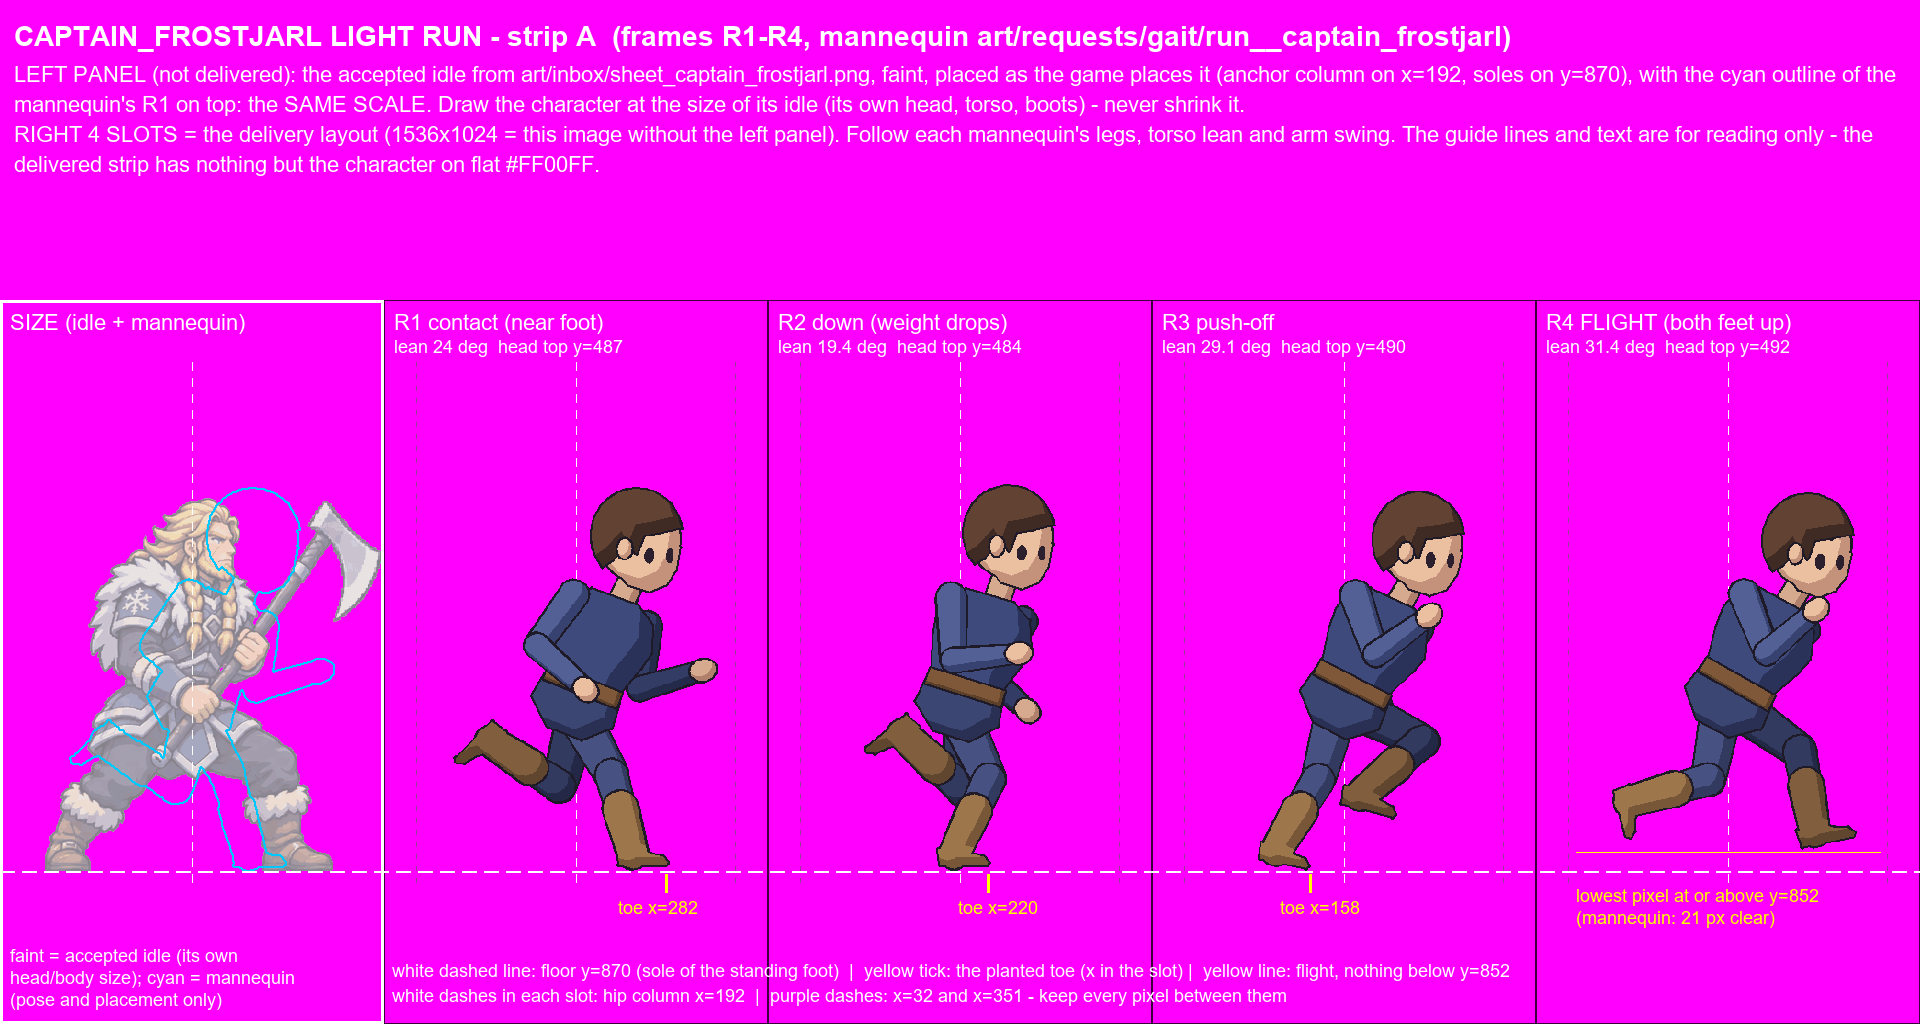 CAPTAIN_FROSTJARL LIGHT RUN - strip A  (frames R1-R4, mannequin art/requests/gait/run__captain_frostjarl)
LEFT PANEL (not delivered): the accepted idle from art/inbox/sheet_captain_frostjarl.png, faint, placed as the game places it (anchor column on x=192, soles on y=870), with the cyan outline of the
mannequin's R1 on top: the SAME SCALE. Draw the character at the size of its idle (its own head, torso, boots) - never shrink it.
RIGHT 4 SLOTS = the delivery layout (1536x1024 = this image without the left panel). Follow each mannequin's legs, torso lean and arm swing. The guide lines and text are for reading only - the
delivered strip has nothing but the character on flat #FF00FF.
SIZE (idle + mannequin)
R1 contact (near foot)
lean 24 deg  head top y=487
R2 down (weight drops)
lean 19.4 deg  head top y=484
R3 push-off
lean 29.1 deg  head top y=490
R4 FLIGHT (both feet up)
lean 31.4 deg  head top y=492
toe x=282
toe x=220
toe x=158
lowest pixel at or above y=852
(mannequin: 21 px clear)
faint = accepted idle (its own
head/body size); cyan = mannequin
(pose and placement only)
white dashed line: floor y=870 (sole of the standing foot)  |  yellow tick: the planted toe (x in the slot) |  yellow line: flight, nothing below y=852
white dashes in each slot: hip column x=192  |  purple dashes: x=32 and x=351 - keep every pixel between them